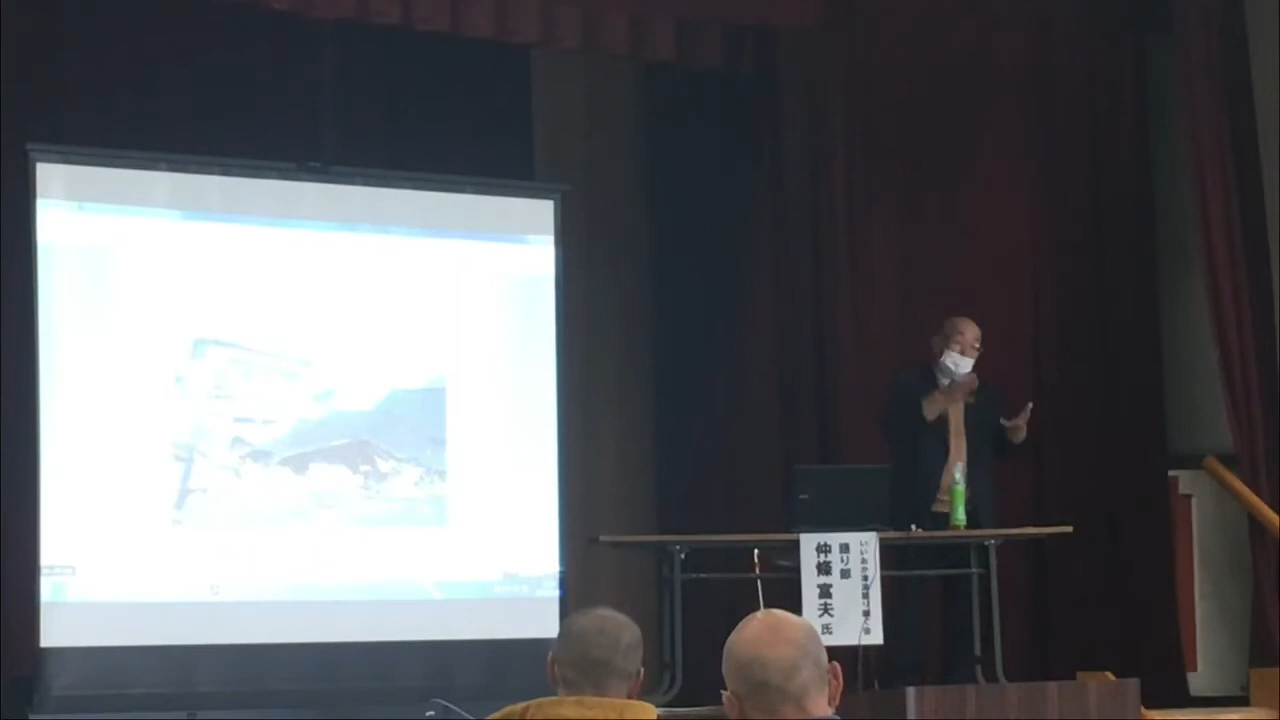 いいおか津波語り継ぐ会
語り部
仲條 富夫 氏